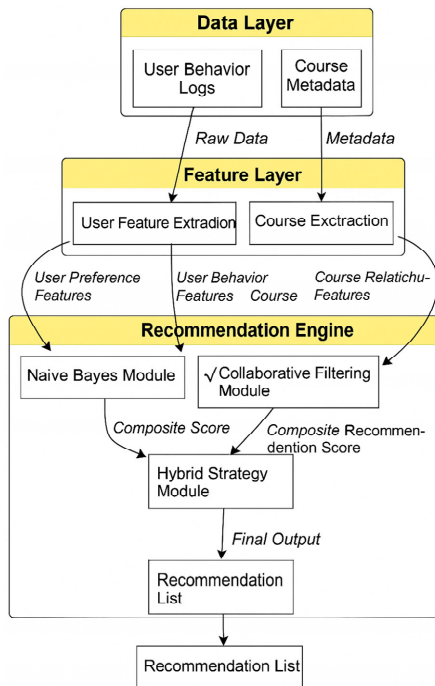 Data Layer
User Behavior
Logs
Course
Metadata
Raw Data
Metadata
Feature Layer
User Feature Extradion
Course Exctraction
User Preference
Features
User Behavior
Features Course
Course Relatichu-
Features
Recommendation Engine
Naive Bayes Module
√ Collaborative Filtering
Module
Composite Score
Composite Recommen-
dention Score
Hybrid Strategy
Module
Final Output
Recommendation
List
Recommendation List